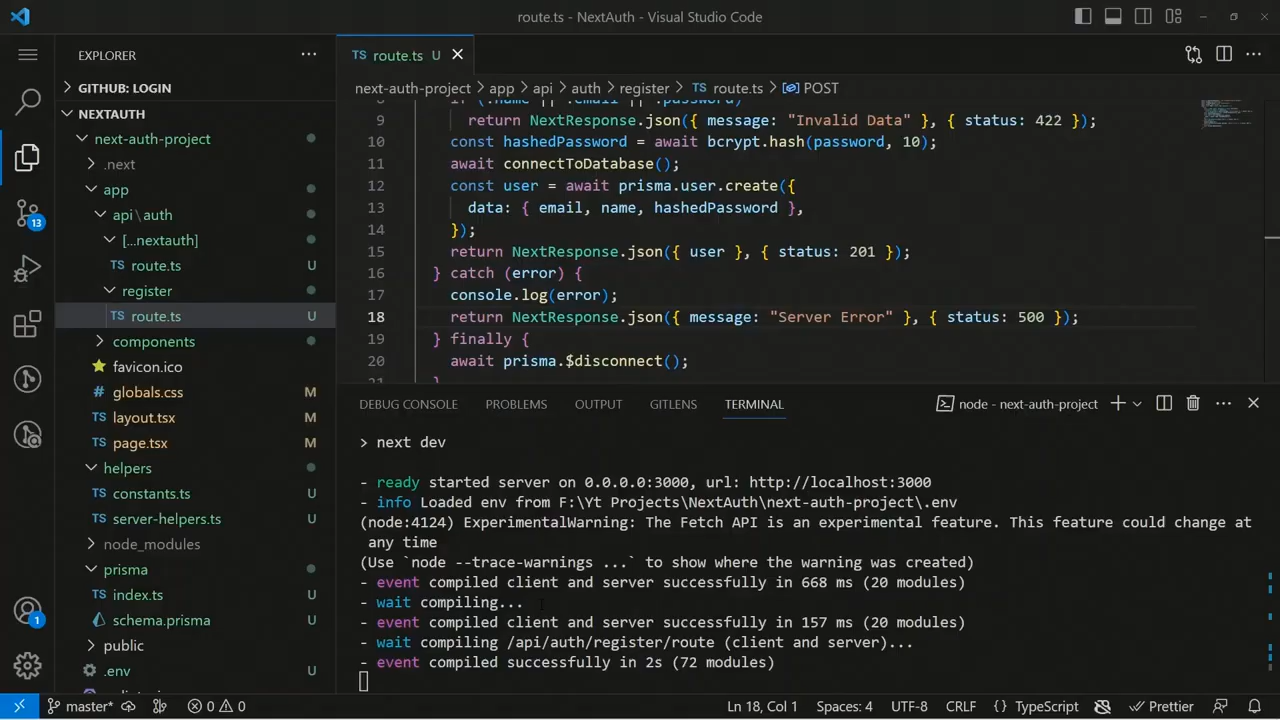 route.ts - NextAuth - Visual Studio Code
EXPLORER
GITHUB: LOGIN
NEXTAUTH
next-auth-project
.next
app
api\auth
[...nextauth]
TS route.ts U
register
TS route.ts U
components
favicon.ico
# globals.css M
TS layout.tsx M
TS page.tsx M
helpers
TS constants.ts U
TS server-helpers.ts U
node_modules
prisma
TS index.ts U
schema.prisma U
public
.env U
13
1
TS route.ts U
next-auth-project > app > api > auth > register > TS route.ts > POST
9 return NextResponse.json({ message: "Invalid Data" }, { status: 422 });
10 const hashedPassword = await bcrypt.hash(password, 10);
11 await connectToDatabase();
12 const user = await prisma.user.create({
13 data: { email, name, hashedPassword },
14 });
15 return NextResponse.json({ user }, { status: 201 });
16 } catch (error) {
17 console.log(error);
18 return NextResponse.json({ message: "Server Error" }, { status: 500 });
19 } finally {
20 await prisma.$disconnect();
DEBUG CONSOLE PROBLEMS OUTPUT GITLENS TERMINAL node - next-auth-project
> next dev
- ready started server on 0.0.0.0:3000, url: http://localhost:3000
- info Loaded env from F:\Yt Projects\NextAuth\next-auth-project\.env
(node:4124) ExperimentalWarning: The Fetch API is an experimental feature. This feature could change at
any time
(Use `node --trace-warnings ...` to show where the warning was created)
- event compiled client and server successfully in 668 ms (20 modules)
- wait compiling...
- event compiled client and server successfully in 157 ms (20 modules)
- wait compiling /api/auth/register/route (client and server)...
- event compiled successfully in 2s (72 modules)
master* 0 0 Ln 18, Col 1 Spaces: 4 UTF-8 CRLF {} TypeScript Prettier